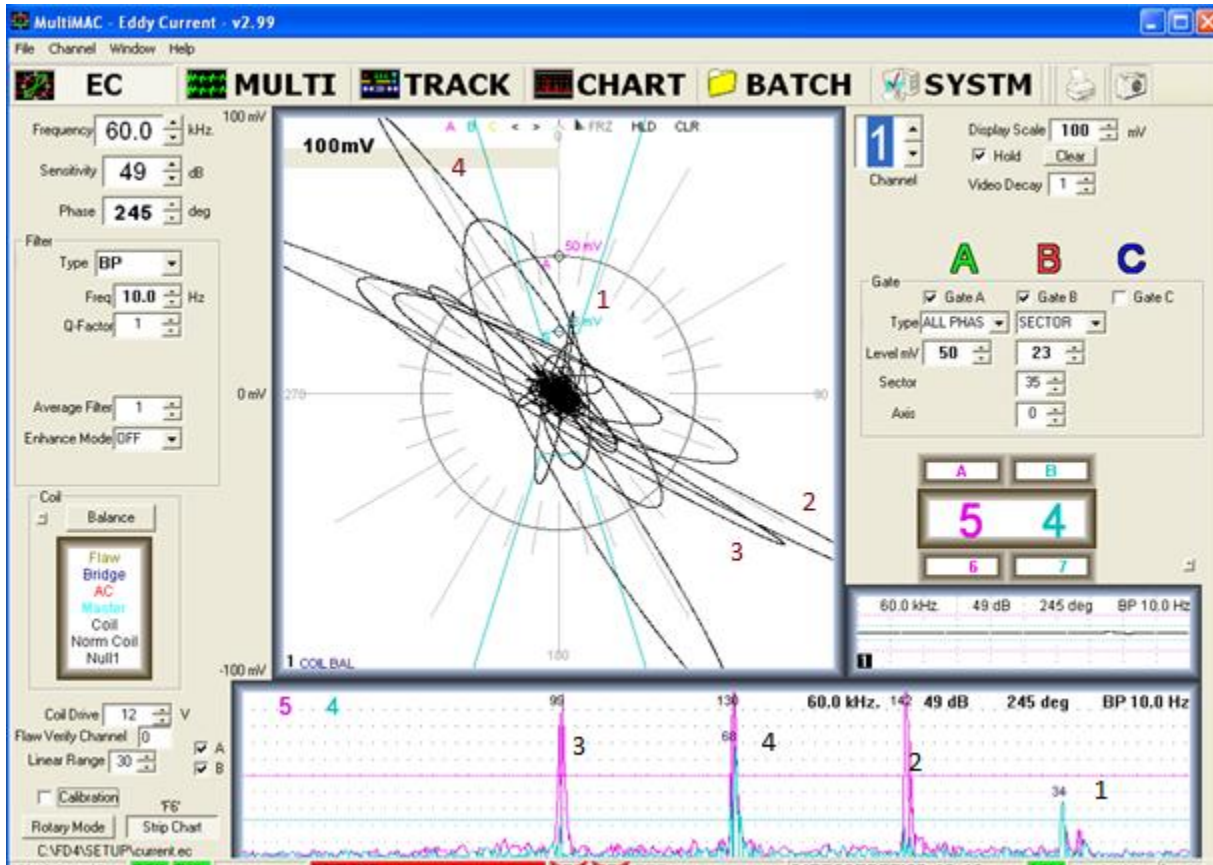 MultiMAC - Eddy Current - v2.99
File Channel Window Help
EC MULTI TRACK CHART BATCH SYSTM
Frequency 60.0 kHz.
Sensitivity 49 dB
Phase 245 deg
Filter
Type BP
Freq 10.0 Hz
Q-Factor 1
Average Filter 1
Enhance Mode OFF
Coil
Balance
Flaw
Bridge
AC
Master
Coil
Norm Coil
Null1
Coil Drive 12 V
Flaw Verify Channel 0
Linear Range 30
A
B
Calibration
'F6'
Rotary Mode Strip Chart
C:\FD4\SETUP\current.ec
100 mV
0 mV
-100 mV
A B C < > FRZ HLD CLR
0
100mV
4
50 mV
A
1
mV
B
270
90
2
3
180
1 COIL BAL
1
Channel
Display Scale 100 mV
Hold Clear
Video Decay 1
A B C
Gate
Gate A Gate B Gate C
Type ALL PHAS SECTOR
Level mV 50 23
Sector 35
Axis 0
A B
5 4
6 7
60.0 kHz. 49 dB 245 deg BP 10.0 Hz
1
5 4 99 130 60.0 kHz. 142 49 dB 245 deg BP 10.0 Hz
3 68 4 2
34 1